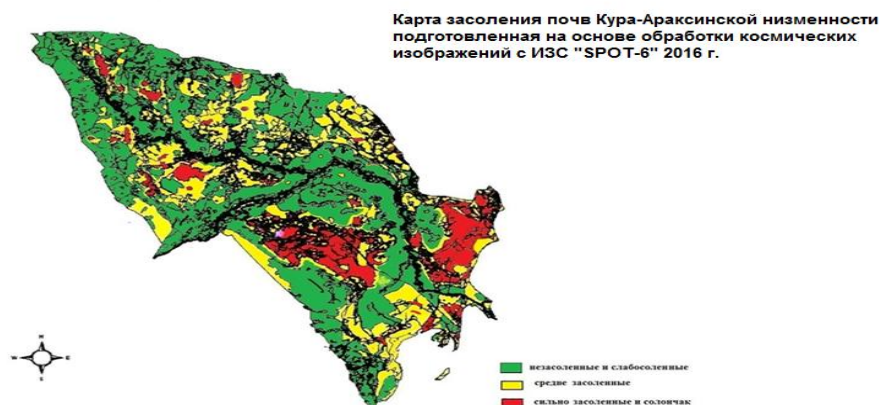 Карта засоления почв Кура-Араксинской низменности
подготовленная на основе обработки космических
изображений с ИЗС "SPOT-6" 2016 г.
незасоленные и слабосоленные
средне засоленные
сильно засоленные и солончак